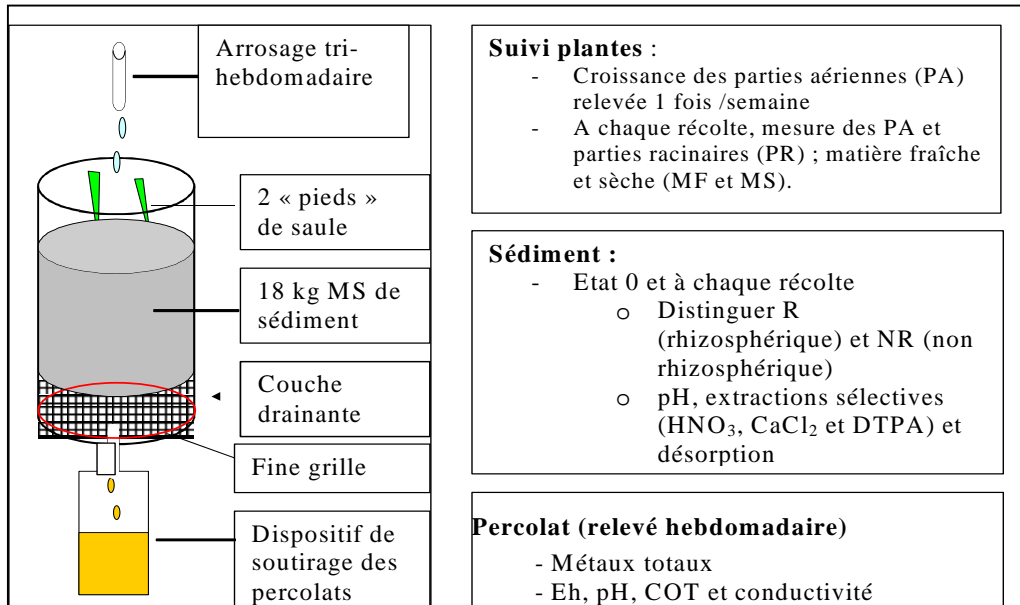 Arrosage tri-
hebdomadaire
2 « pieds »
de saule
18 kg MS de
sédiment
Couche
drainante
Fine grille
Dispositif de
soutirage des
percolats
Suivi plantes :
- Croissance des parties aériennes (PA)
relevée 1 fois /semaine
- A chaque récolte, mesure des PA et
parties racinaires (PR) ; matière fraîche
et sèche (MF et MS).
Sédiment :
- Etat 0 et à chaque récolte
o Distinguer R
(rhizosphérique) et NR (non
rhizosphérique)
o pH, extractions sélectives
(HNO₃, CaCl₂ et DTPA) et
désorption
Percolat (relevé hebdomadaire)
- Métaux totaux
- Eh, pH, COT et conductivité